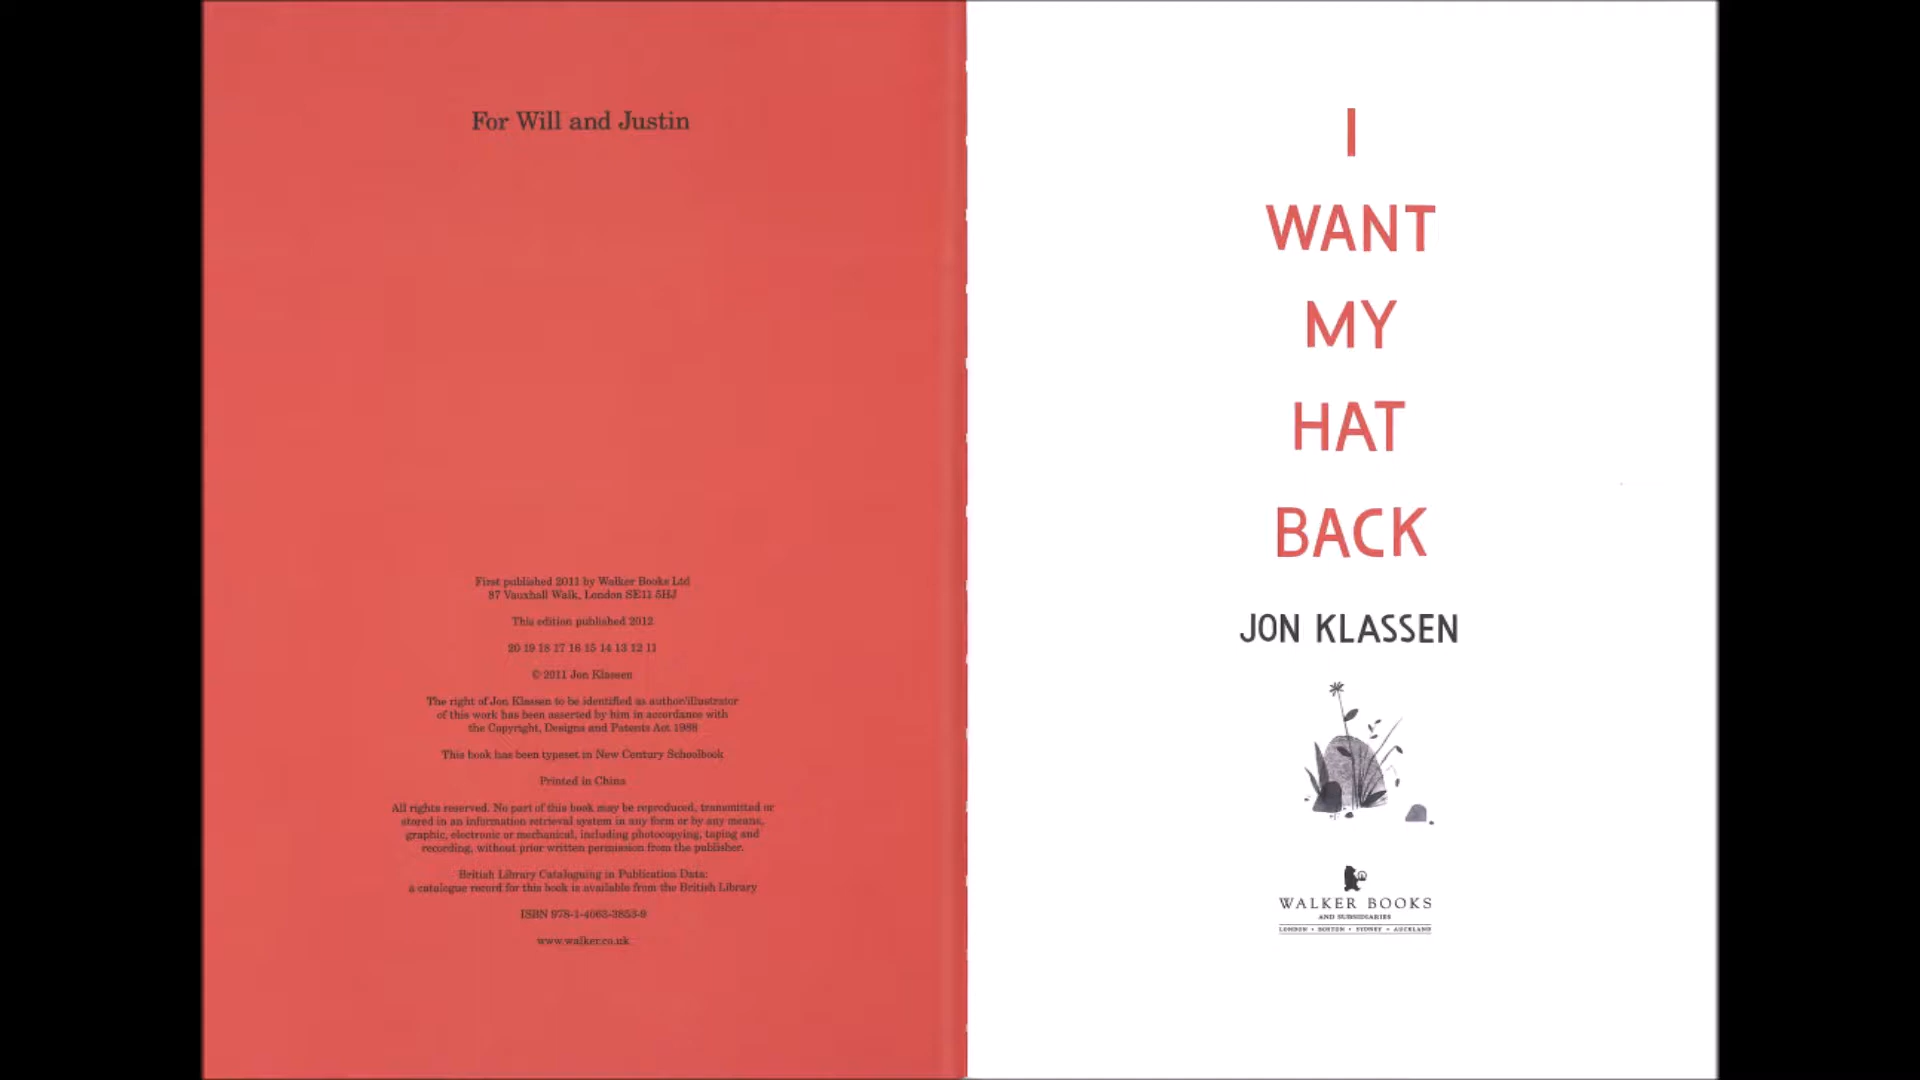 For Will and Justin
First published 2011 by Walker Books Ltd
87 Vauxhall Walk, London SE11 5HJ
This edition published 2012
20 19 18 17 16 15 14 13 12 11
© 2011 Jon Klassen
The right of Jon Klassen to be identified as author/illustrator
of this work has been asserted by him in accordance with
the Copyright, Designs and Patents Act 1988
This book has been typeset in New Century Schoolbook
Printed in China
All rights reserved. No part of this book may be reproduced, transmitted or
stored in an information retrieval system in any form or by any means,
graphic, electronic or mechanical, including photocopying, taping and
recording, without prior written permission from the publisher.
British Library Cataloguing in Publication Data:
a catalogue record for this book is available from the British Library
ISBN 978-1-4063-3853-9
www.walker.co.uk
I
WANT
MY
HAT
BACK
JON KLASSEN
WALKER BOOKS
AND SUBSIDIARIES
LONDON • BOSTON • SYDNEY • AUCKLAND